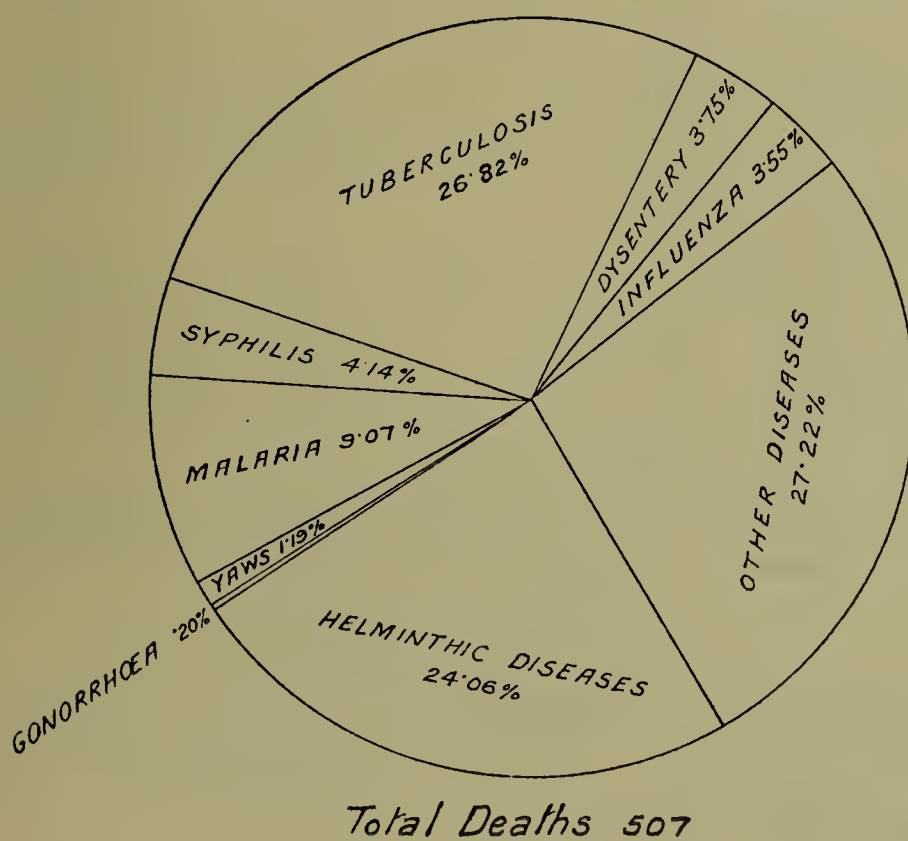 TUBERCULOSIS
26·82%
DYSENTERY 3·75%
INFLUENZA 3·55%
OTHER DISEASES
27·22%
SYPHILIS 4·14%
MALARIA 9·07%
YAWS 1·19%
GONORRHŒA ·20%
HELMINTHIC DISEASES
24·06%
Total Deaths 507